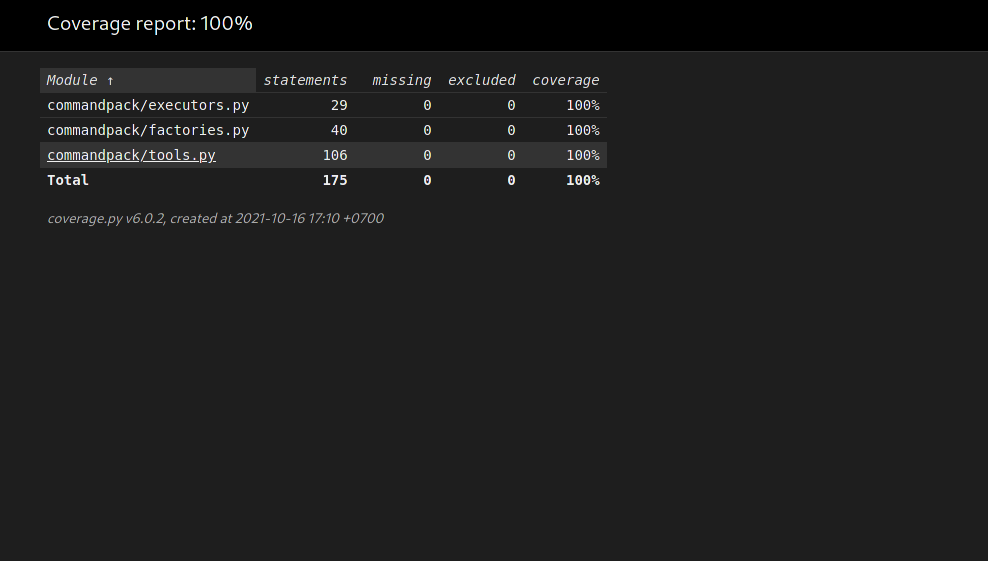 Coverage report: 100%
Module ↑ statements missing excluded coverage
commandpack/executors.py 29 0 0 100%
commandpack/factories.py 40 0 0 100%
commandpack/tools.py 106 0 0 100%
Total 175 0 0 100%
coverage.py v6.0.2, created at 2021-10-16 17:10 +0700